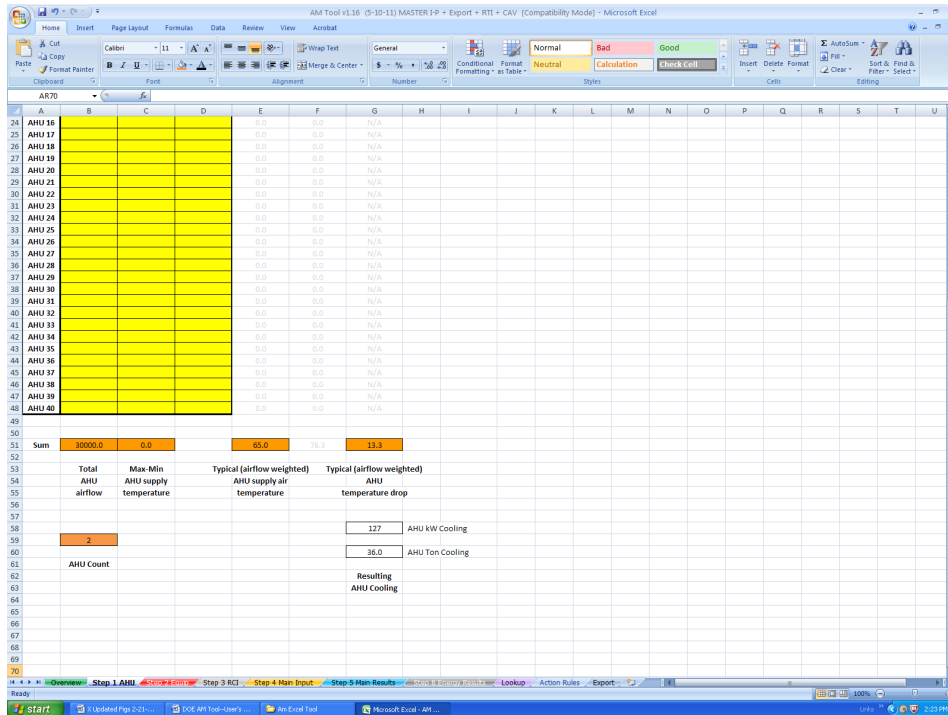 AM Tool v1.16 (5-10-11) MASTER I-P + Export + RTI + CAV [Compatibility Mode] - Microsoft Excel
Home Insert Page Layout Formulas Data Review View Acrobat
Paste Cut Copy Format Painter Clipboard
Calibri 11 B I U A Font
Wrap Text Merge & Center Alignment
General $ % , Number
Conditional Formatting Format as Table Normal Bad Good Neutral Calculation Check Cell Styles
Insert Delete Format Cells
Σ AutoSum Fill Clear Sort & Filter Find & Select Editing
AR70 fx
A B C D E F G H I J K L M N O P Q R S T U
24 AHU 16 0.0 0.0 N/A
25 AHU 17 0.0 0.0 N/A
26 AHU 18 0.0 0.0 N/A
27 AHU 19 0.0 0.0 N/A
28 AHU 20 0.0 0.0 N/A
29 AHU 21 0.0 0.0 N/A
30 AHU 22 0.0 0.0 N/A
31 AHU 23 0.0 0.0 N/A
32 AHU 24 0.0 0.0 N/A
33 AHU 25 0.0 0.0 N/A
34 AHU 26 0.0 0.0 N/A
35 AHU 27 0.0 0.0 N/A
36 AHU 28 0.0 0.0 N/A
37 AHU 29 0.0 0.0 N/A
38 AHU 30 0.0 0.0 N/A
39 AHU 31 0.0 0.0 N/A
40 AHU 32 0.0 0.0 N/A
41 AHU 33 0.0 0.0 N/A
42 AHU 34 0.0 0.0 N/A
43 AHU 35 0.0 0.0 N/A
44 AHU 36 0.0 0.0 N/A
45 AHU 37 0.0 0.0 N/A
46 AHU 38 0.0 0.0 N/A
47 AHU 39 0.0 0.0 N/A
48 AHU 40 0.0 0.0 N/A
49
50
51 Sum 30000.0 0.0 65.0 78.3 13.3
52
53 Total Max-Min Typical (airflow weighted) Typical (airflow weighted)
54 AHU AHU supply AHU supply air AHU
55 airflow temperature temperature temperature drop
56
57
58 127 AHU kW Cooling
59 2
60 36.0 AHU Ton Cooling
61 AHU Count
62 Resulting
63 AHU Cooling
64
65
66
67
68
69
70
Overview Step 1 AHU Step 2 Equip Step 3 RCI Step 4 Main Input Step 5 Main Results Step 6 Energy Results Lookup Action Rules Export
Ready 100%
start X Updated Figs 2-21-... DOE AM Tool--User's... Am Excel Tool Microsoft Excel - AM ... Links 2:23 PM